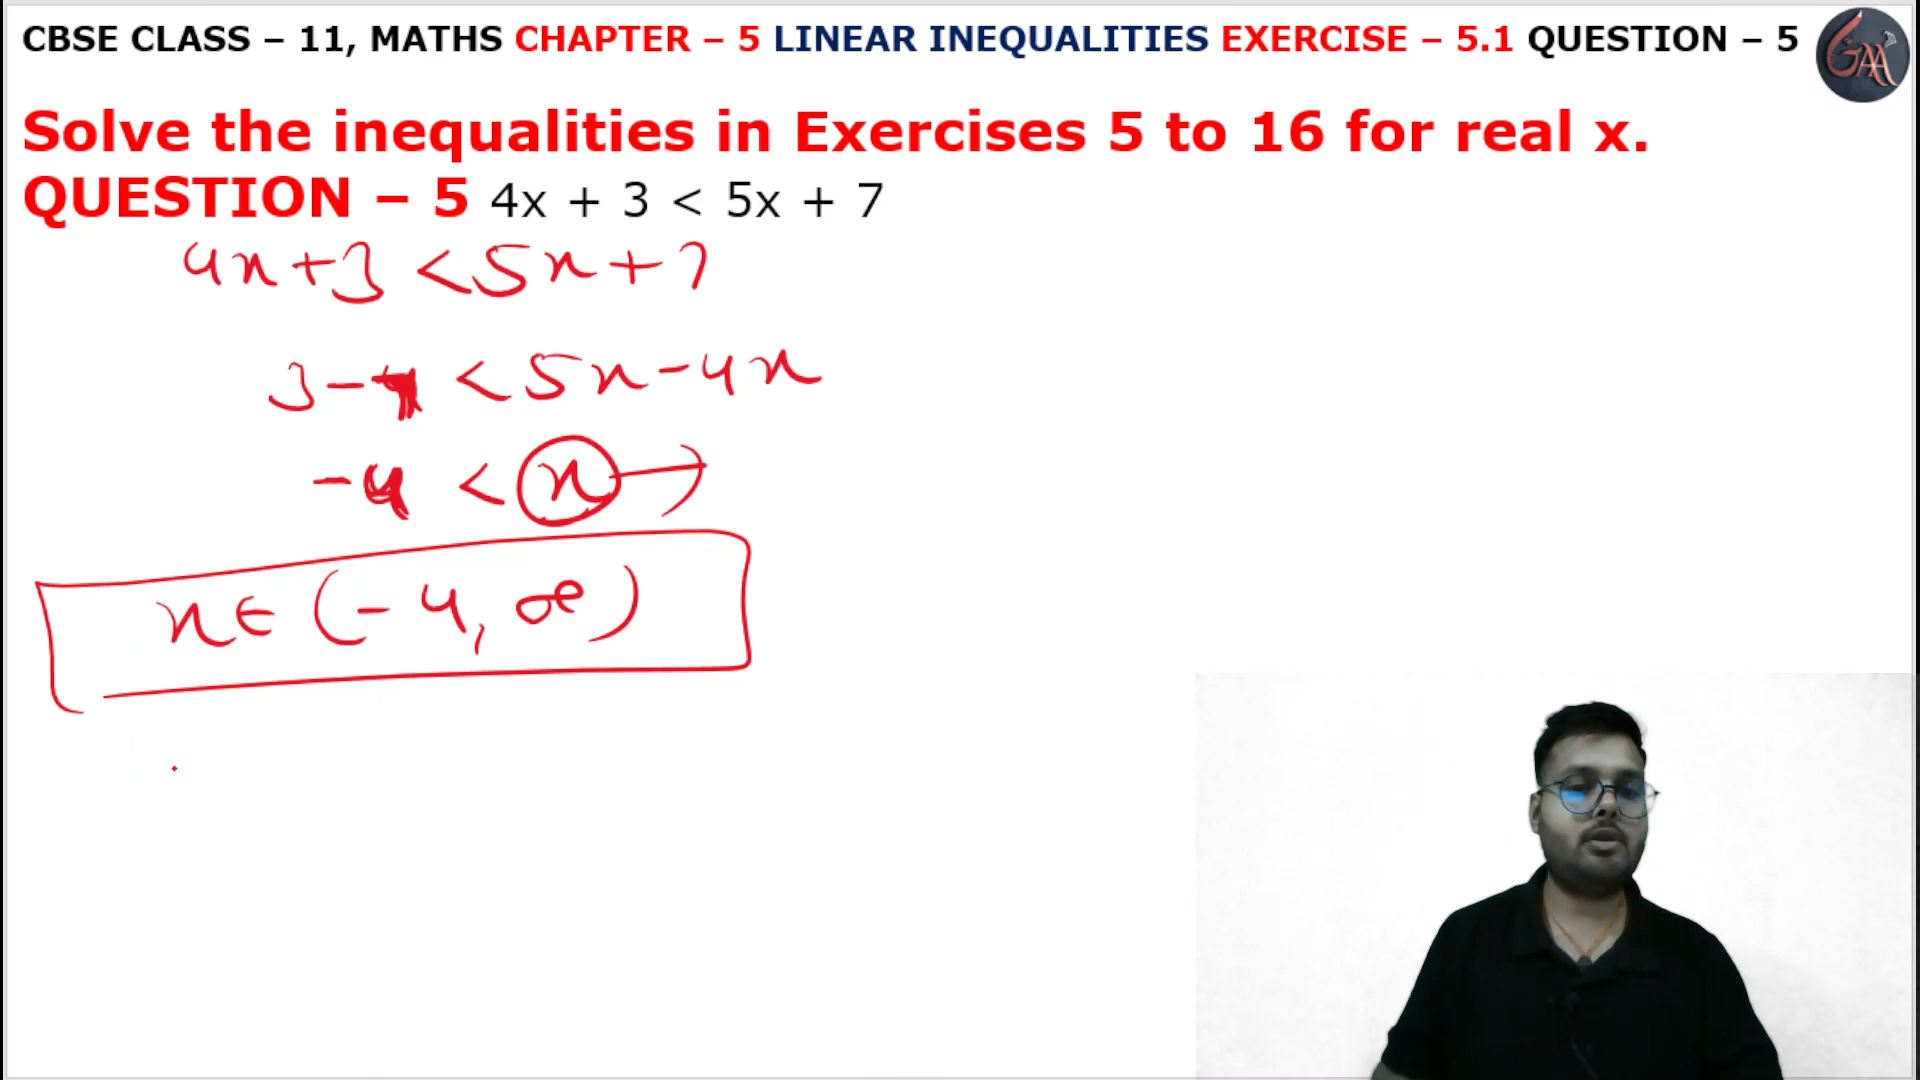 CBSE CLASS – 11, MATHS CHAPTER – 5 LINEAR INEQUALITIES EXERCISE – 5.1 QUESTION – 5
Solve the inequalities in Exercises 5 to 16 for real x.
QUESTION – 5 4x + 3 < 5x + 7
4x + 3 < 5x + 7
3 - 7 < 5x - 4x
-4 < x
x ∈ (-4, ∞)